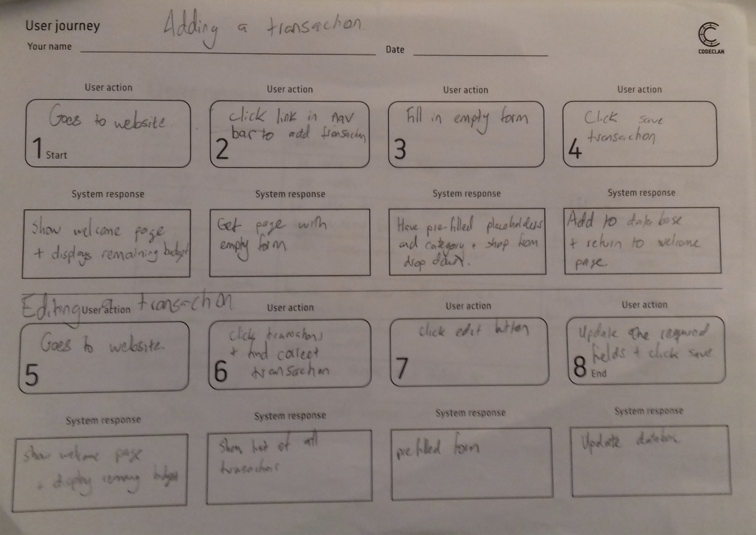 User journey
Adding a transaction
Your name
Date
CODECLAN
User action
User action
User action
User action
Goes to website
1 Start
Click link in nav
bar to add transaction
2
Fill in empty form
3
Click save
transaction
4
System response
System response
System response
System response
Show welcome page
+ displays remaining budget
Get page with
empty form
Have pre-filled placeholders
and category + shop from
drop down.
Add to database
+ return to welcome
page
Editing transaction
User action
User action
User action
User action
Goes to website
5
Click transactions
+ find correct
transaction
6
click edit button
7
Update the required
fields + click save
8 End
System response
System response
System response
System response
Show welcome page
+ display remaining budget
Show list of all
transactions
pre filled form
Update database